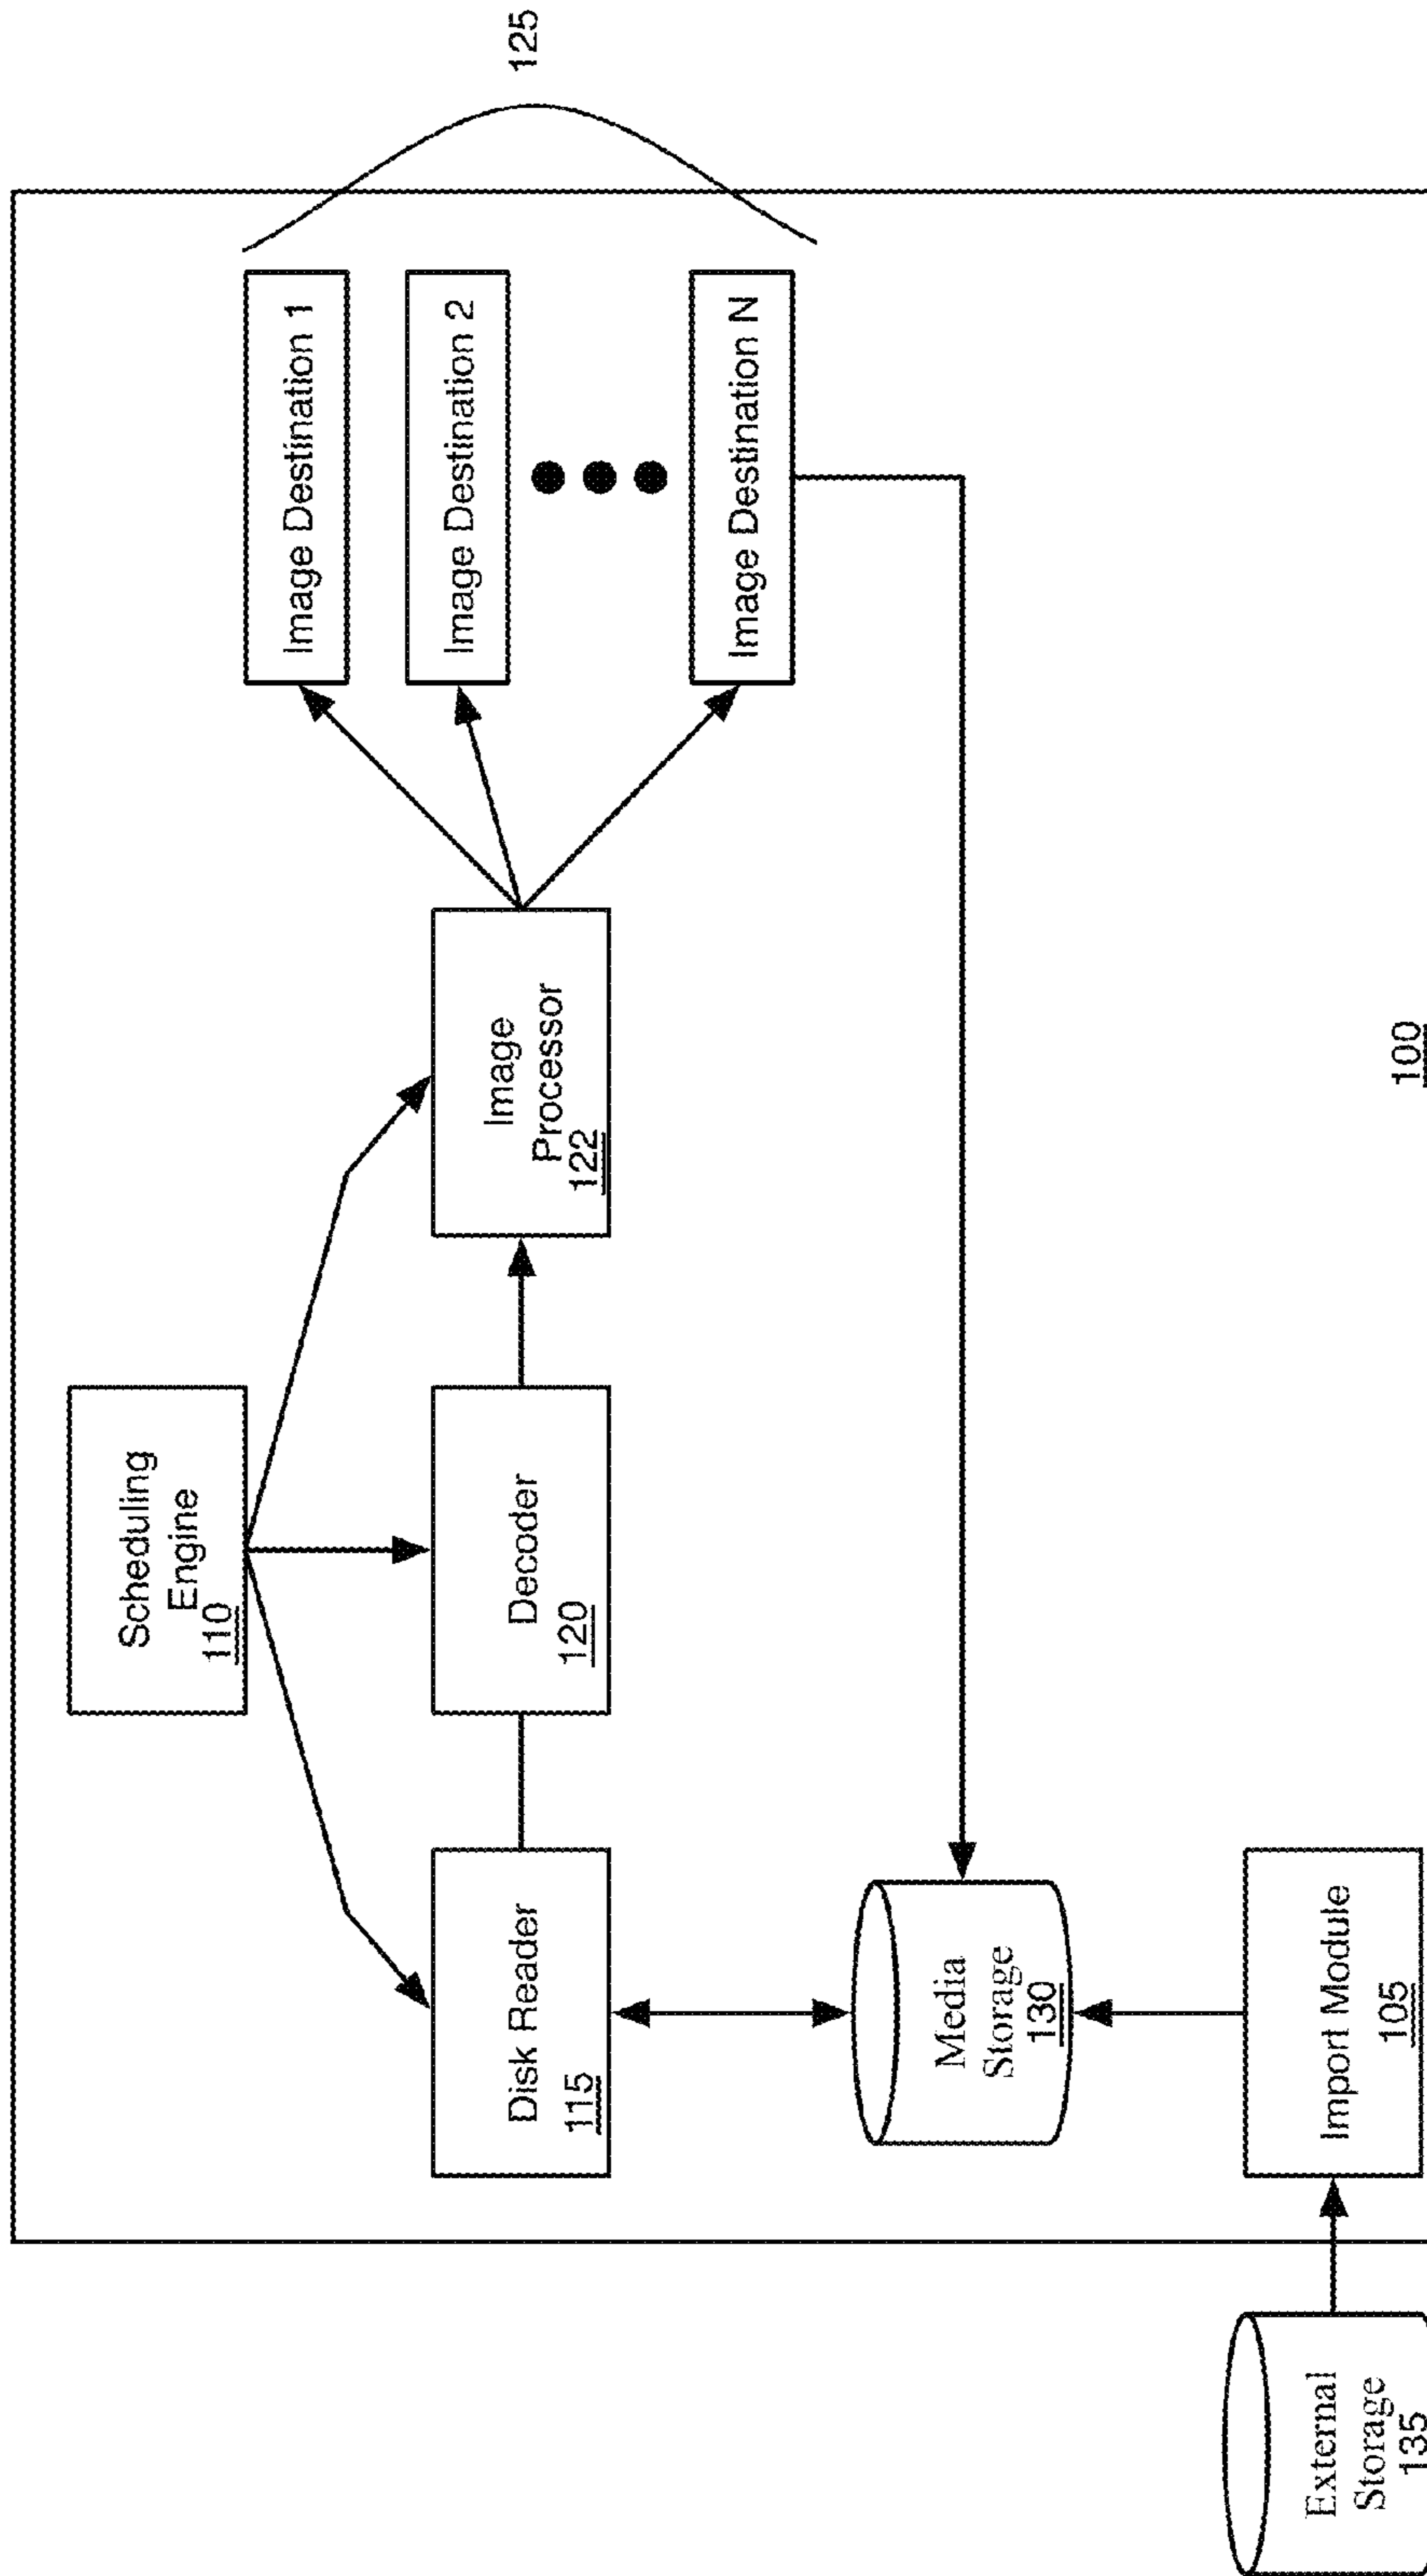 Scheduling
Engine
110
Disk Reader
115
Decoder
120
Image
Processor
122
Image Destination 1
Image Destination 2
Image Destination N
125
Media
Storage
130
External
Storage
135
Import Module
105
100